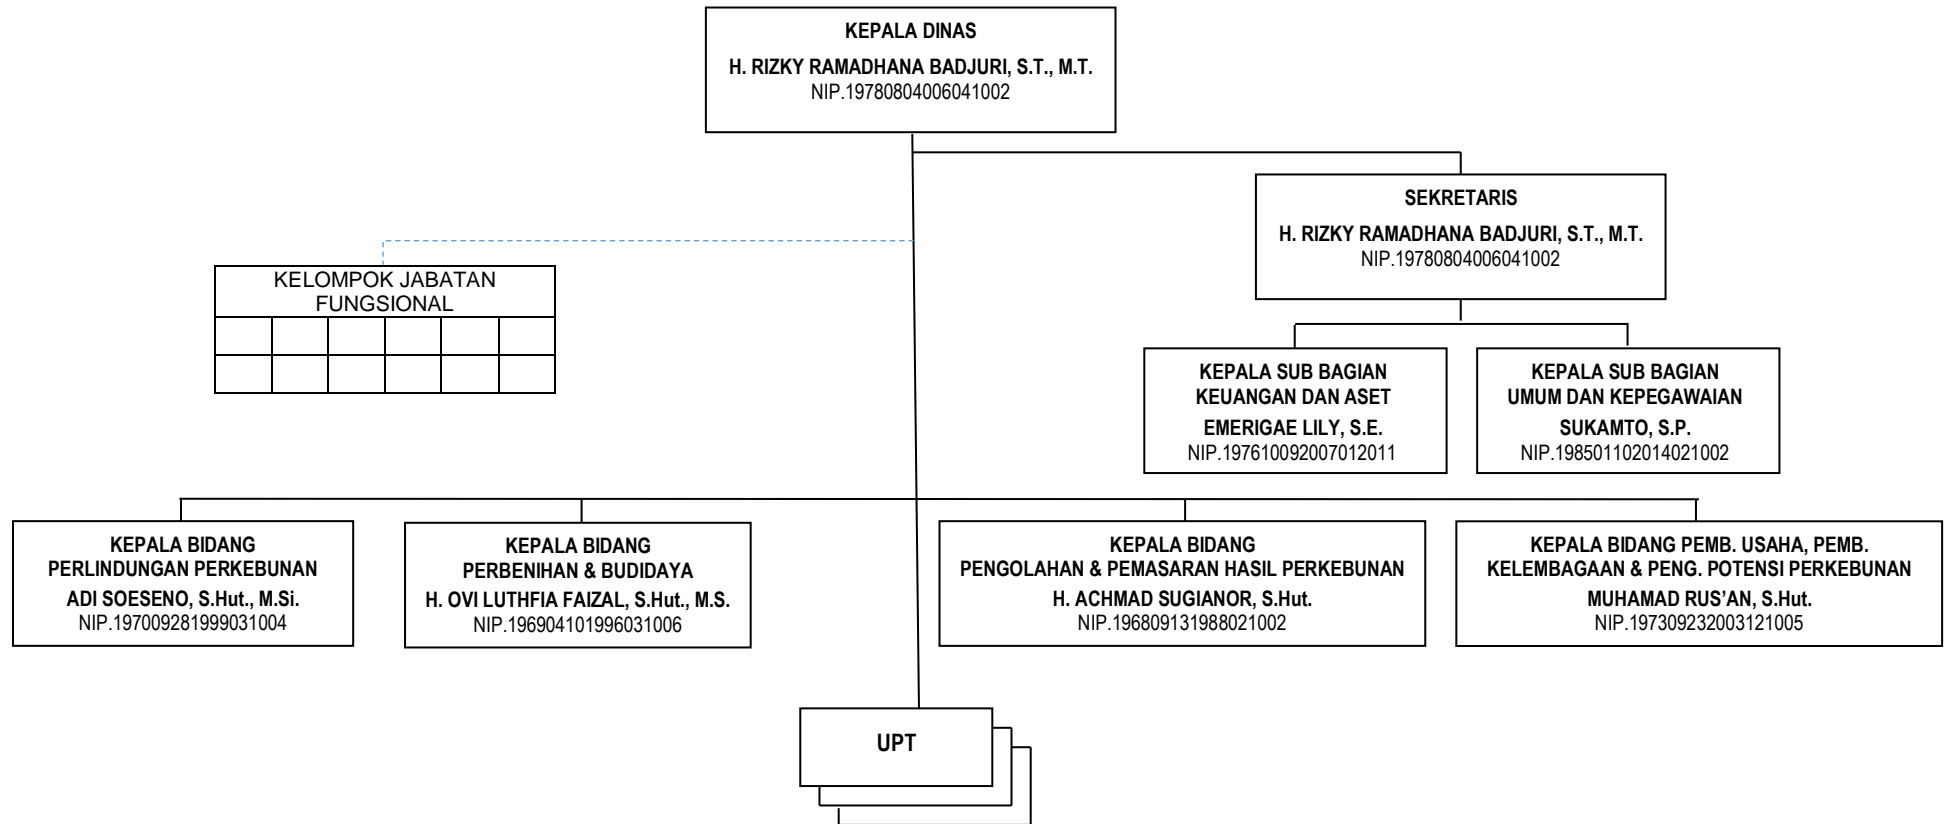 KEPALA DINAS
H. RIZKY RAMADHANA BADJURI, S.T., M.T.
NIP.19780804006041002
SEKRETARIS
H. RIZKY RAMADHANA BADJURI, S.T., M.T.
NIP.19780804006041002
KELOMPOK JABATAN
FUNGSIONAL
KEPALA SUB BAGIAN
KEUANGAN DAN ASET
EMERIGAE LILY, S.E.
NIP.197610092007012011
KEPALA SUB BAGIAN
UMUM DAN KEPEGAWAIAN
SUKAMTO, S.P.
NIP.198501102014021002
KEPALA BIDANG
PERLINDUNGAN PERKEBUNAN
ADI SOESENO, S.Hut., M.Si.
NIP.197009281999031004
KEPALA BIDANG
PERBENIHAN & BUDIDAYA
H. OVI LUTHFIA FAIZAL, S.Hut., M.S.
NIP.196904101996031006
KEPALA BIDANG
PENGOLAHAN & PEMASARAN HASIL PERKEBUNAN
H. ACHMAD SUGIANOR, S.Hut.
NIP.196809131988021002
KEPALA BIDANG PEMB. USAHA, PEMB.
KELEMBAGAAN & PENG. POTENSI PERKEBUNAN
MUHAMAD RUS’AN, S.Hut.
NIP.197309232003121005
UPT